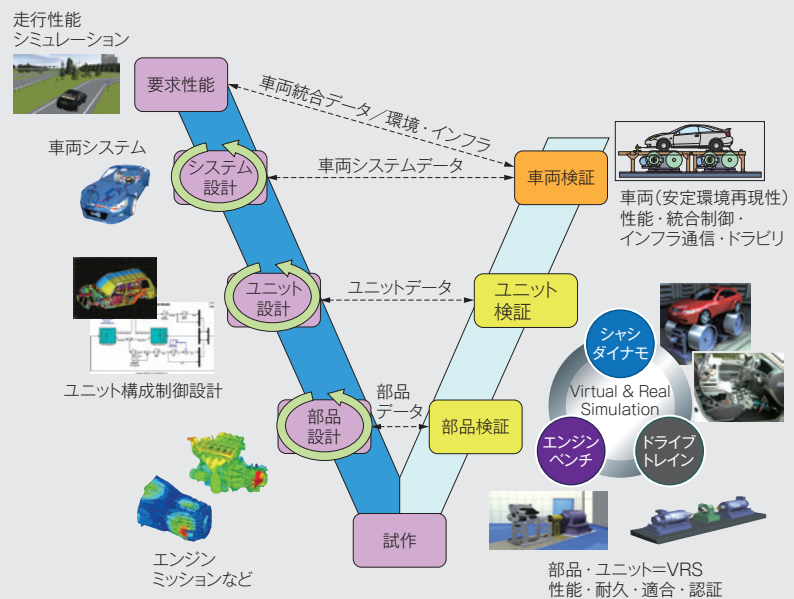 走行性能
シミュレーション
要求性能
車両統合データ/環境・インフラ
車両システム
システム
設計
車両システムデータ
車両検証
車両(安定環境再現性)
性能・統合制御・
インフラ通信・ドラビリ
ユニット
設計
ユニットデータ
ユニット
検証
ユニット構成制御設計
シャシ
ダイナモ
Virtual & Real
Simulation
エンジン
ベンチ
ドライブ
トレイン
部品
設計
部品
データ
部品検証
試作
エンジン
ミッションなど
部品・ユニット=VRS
性能・耐久・適合・認証